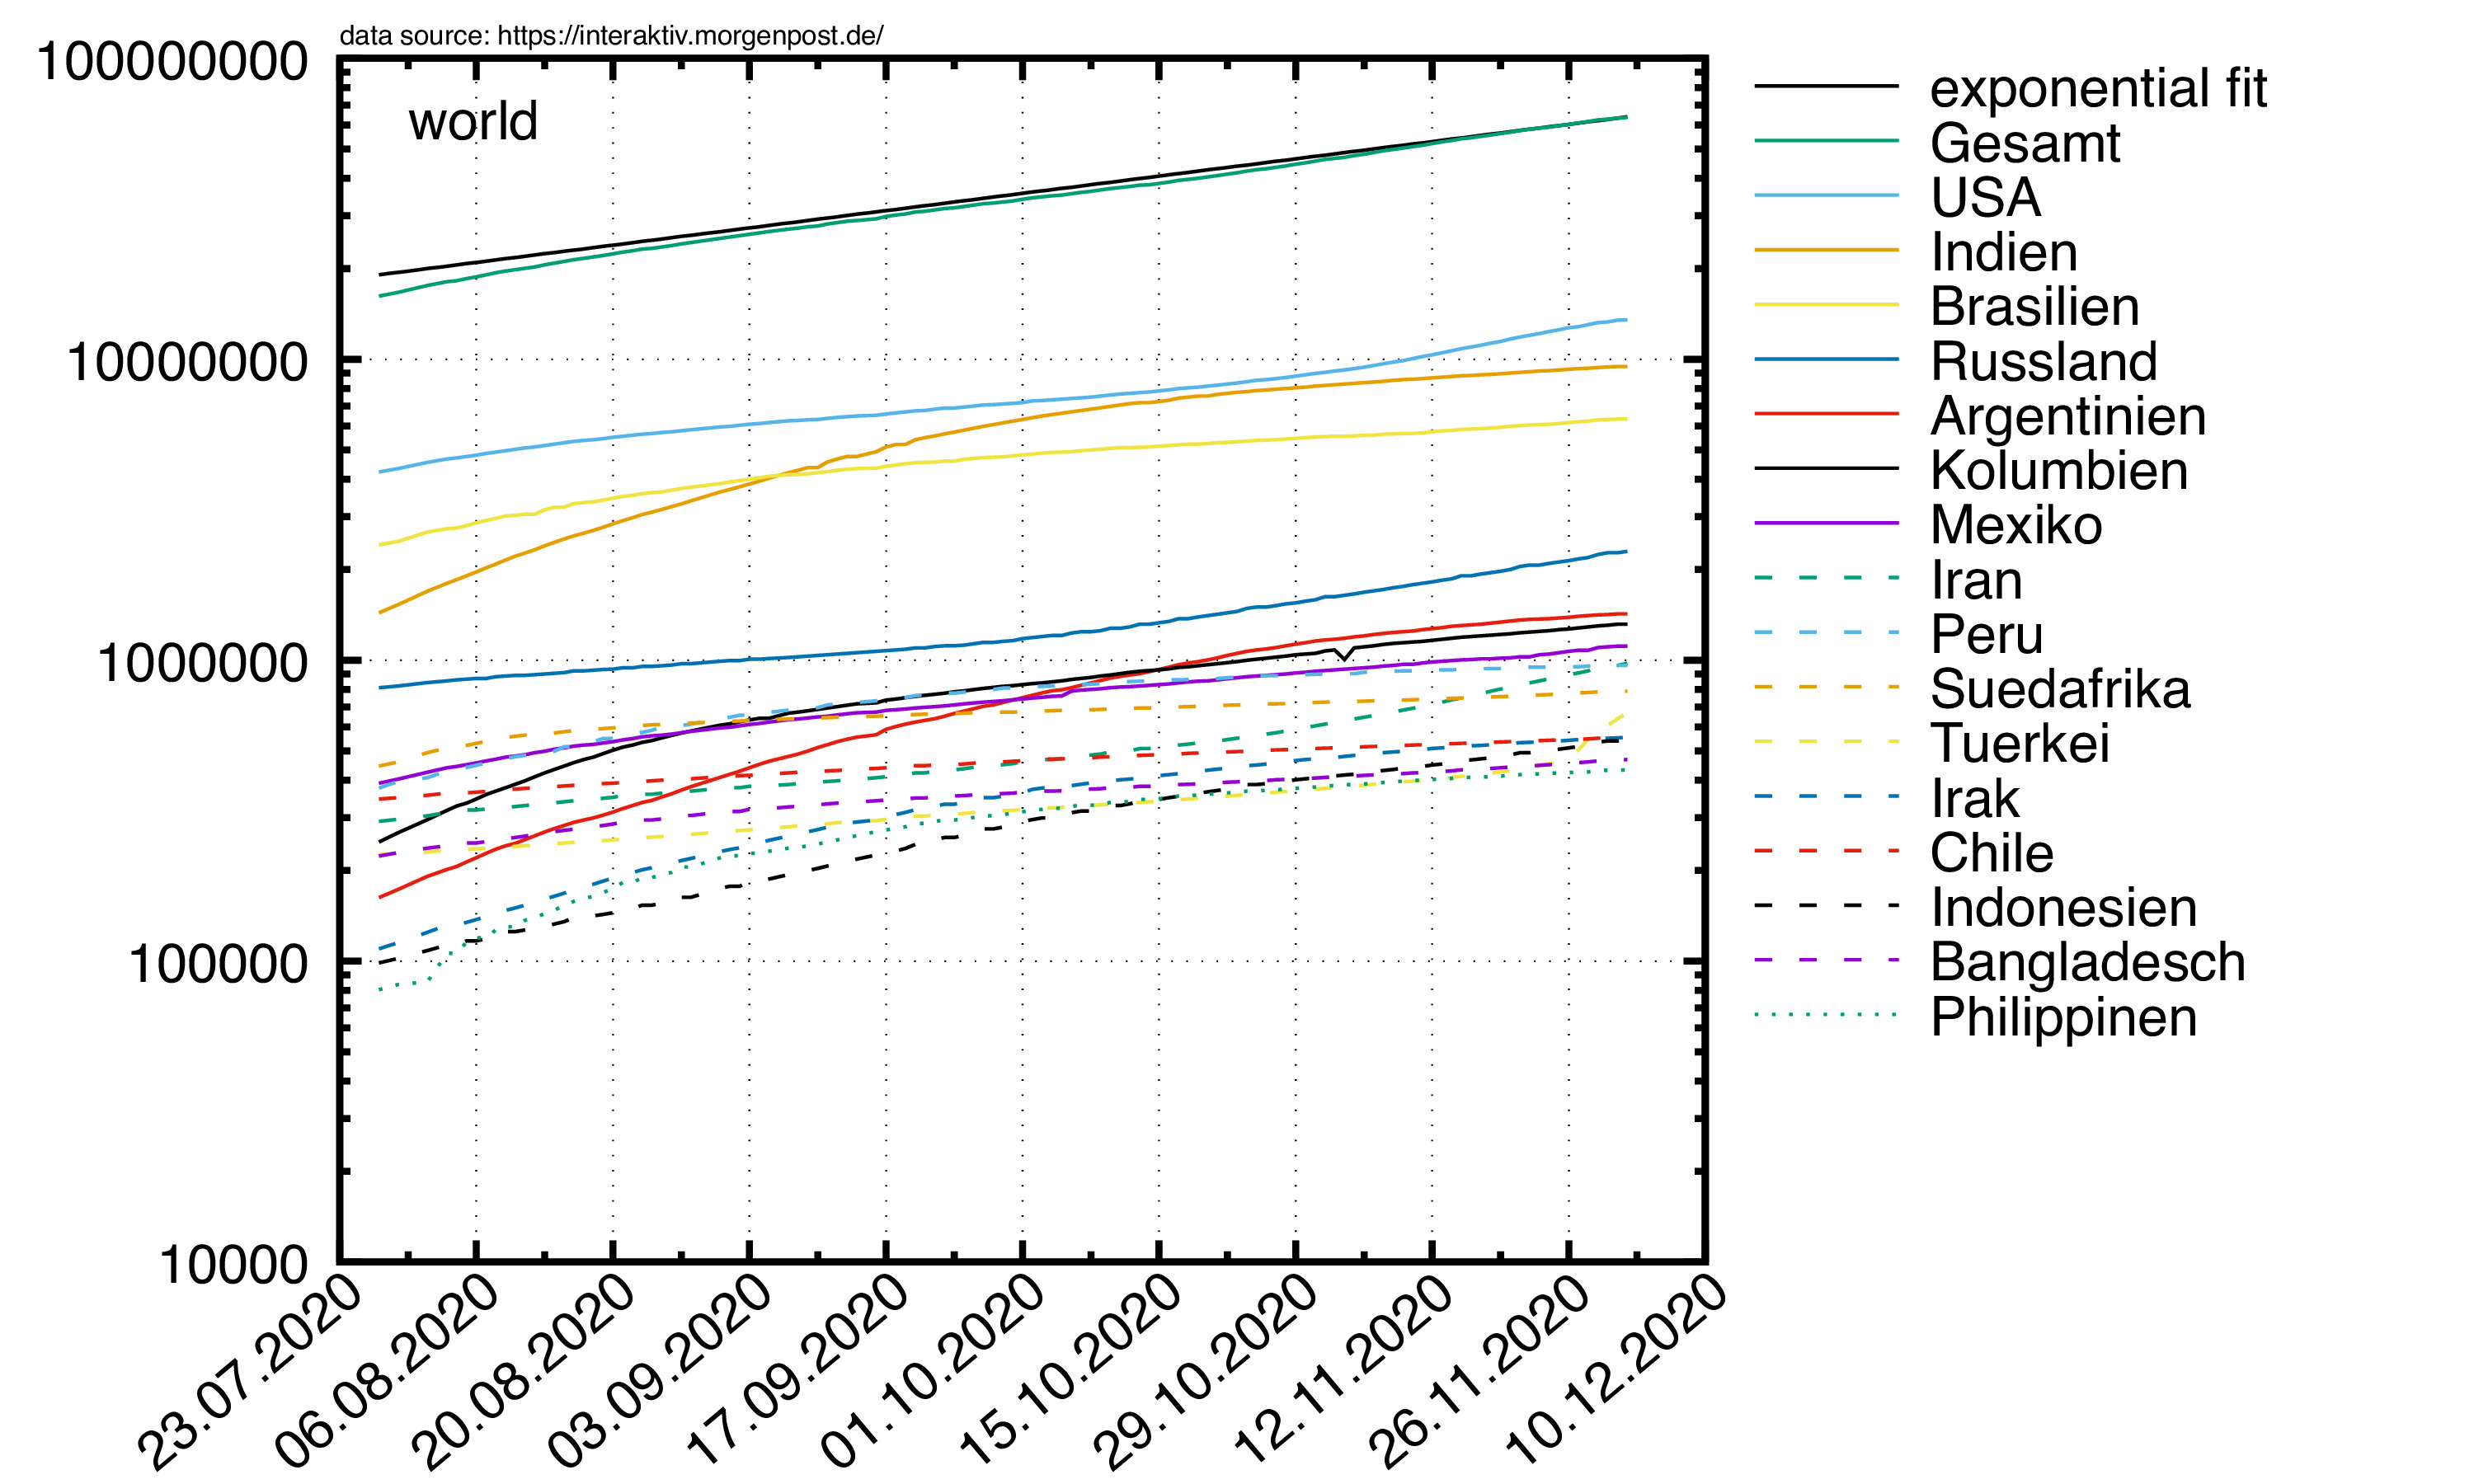 data source: https://interaktiv.morgenpost.de/
world
100000000
10000000
1000000
100000
10000
23.07.2020
06.08.2020
20.08.2020
03.09.2020
17.09.2020
01.10.2020
15.10.2020
29.10.2020
12.11.2020
26.11.2020
10.12.2020
exponential fit
Gesamt
USA
Indien
Brasilien
Russland
Argentinien
Kolumbien
Mexiko
Iran
Peru
Suedafrika
Tuerkei
Irak
Chile
Indonesien
Bangladesch
Philippinen